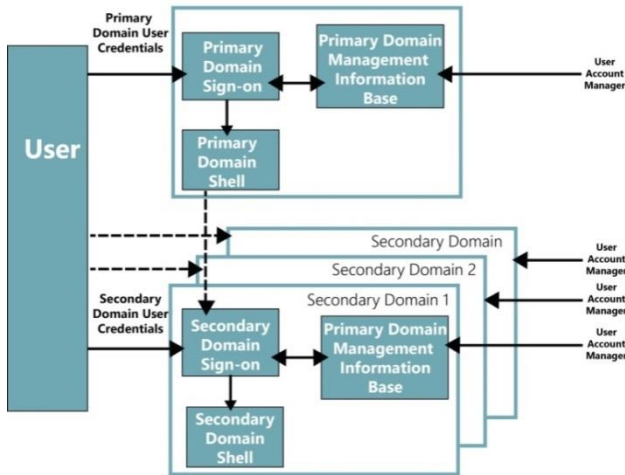 Primary
Domain User
Credentials
Primary
Domain
Sign-on
Primary Domain
Management
Information
Base
User
Account
Manager
User
Primary
Domain
Shell
Secondary Domain
User
Account
Manager
Secondary Domain 2
User
Account
Manager
Secondary
Domain User
Credentials
Secondary Domain 1
Secondary
Domain
Sign-on
Primary Domain
Management
Information
Base
User
Account
Manager
Secondary
Domain
Shell